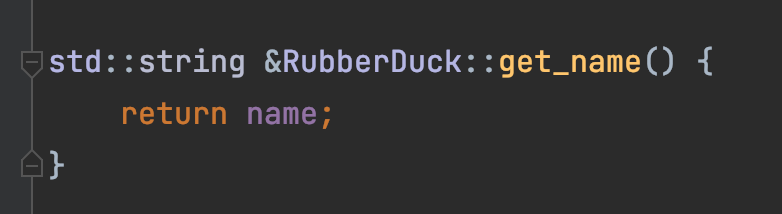 std::string &RubberDuck::get_name() {
    return name;
}